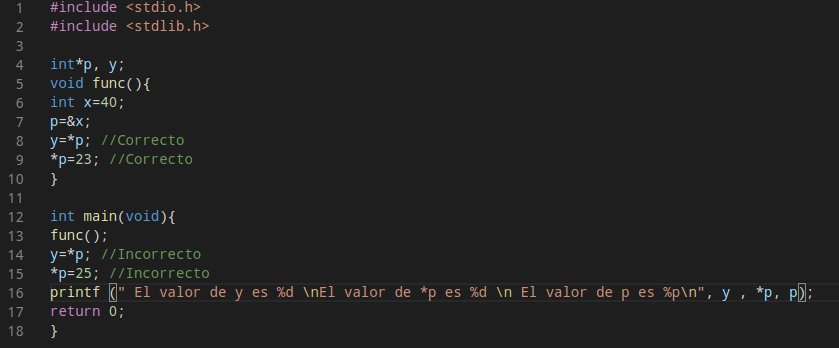 1 #include <stdio.h>
2 #include <stdlib.h>
3
4 int*p, y;
5 void func(){
6 int x=40;
7 p=&x;
8 y=*p; //Correcto
9 *p=23; //Correcto
10 }
11
12 int main(void){
13 func();
14 y=*p; //Incorrecto
15 *p=25; //Incorrecto
16 printf (" El valor de y es %d \nEl valor de *p es %d \n El valor de p es %p\n", y , *p, p);
17 return 0;
18 }